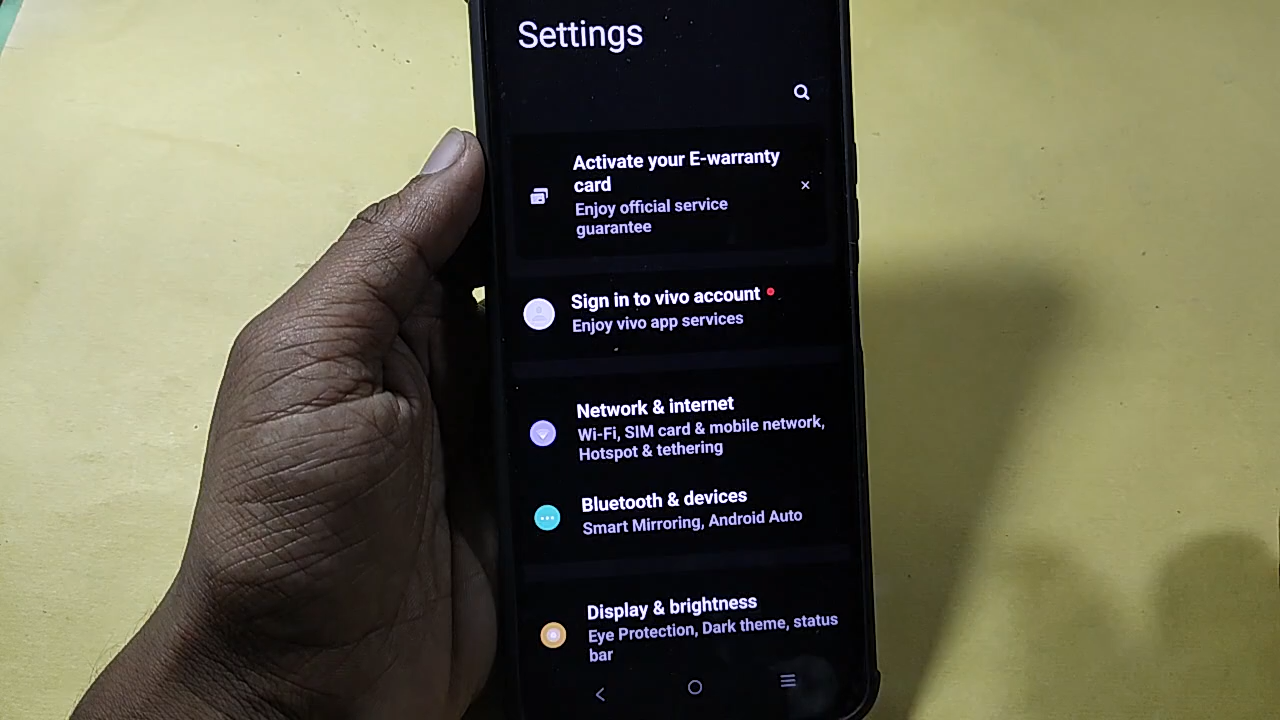 Settings
Activate your E-warranty
card
Enjoy official service
guarantee
Sign in to vivo account
Enjoy vivo app services
Network & internet
Wi-Fi, SIM card & mobile network,
Hotspot & tethering
Bluetooth & devices
Smart Mirroring, Android Auto
Display & brightness
Eye Protection, Dark theme, status
bar